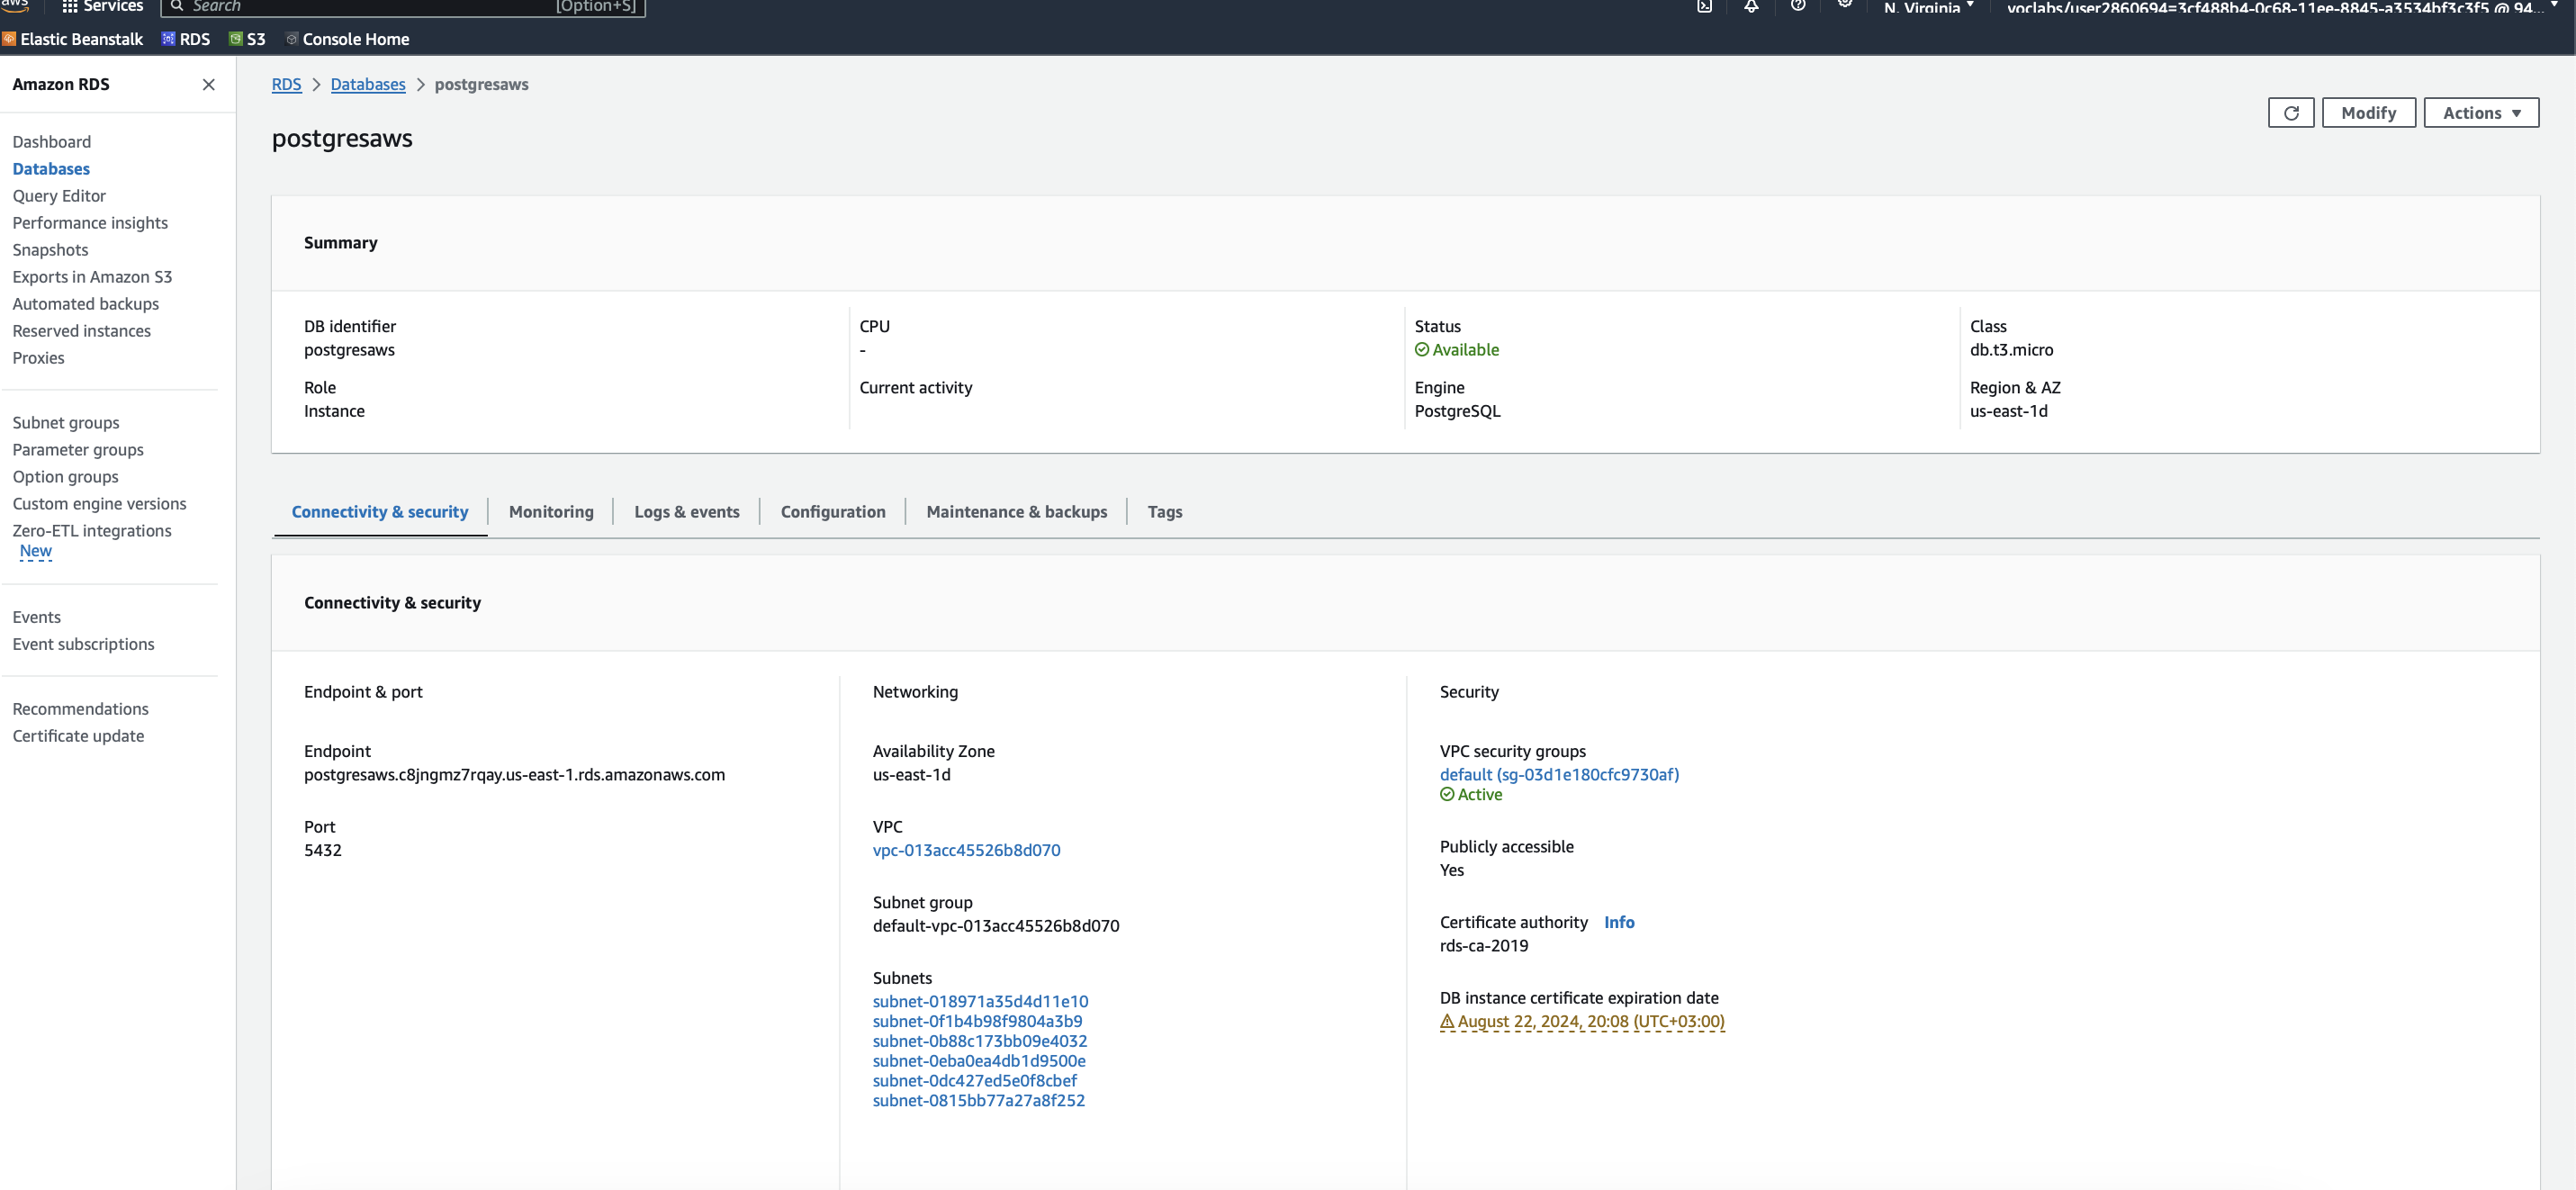 aws
Services
Search
[Option+S]
N. Virginia
voclabs/user2860694=3cf488b4-0c68-11ee-8845-a3534bf3c3f5 @ 94...
Elastic Beanstalk
RDS
S3
Console Home
Amazon RDS
Dashboard
Databases
Query Editor
Performance insights
Snapshots
Exports in Amazon S3
Automated backups
Reserved instances
Proxies
Subnet groups
Parameter groups
Option groups
Custom engine versions
Zero-ETL integrations
New
Events
Event subscriptions
Recommendations
Certificate update
RDS > Databases > postgresaws
postgresaws
Modify
Actions
Summary
DB identifier
postgresaws
Role
Instance
CPU
-
Current activity
Status
Available
Engine
PostgreSQL
Class
db.t3.micro
Region & AZ
us-east-1d
Connectivity & security
Monitoring
Logs & events
Configuration
Maintenance & backups
Tags
Connectivity & security
Endpoint & port
Endpoint
postgresaws.c8jngmz7rqay.us-east-1.rds.amazonaws.com
Port
5432
Networking
Availability Zone
us-east-1d
VPC
vpc-013acc45526b8d070
Subnet group
default-vpc-013acc45526b8d070
Subnets
subnet-018971a35d4d11e10
subnet-0f1b4b98f9804a3b9
subnet-0b88c173bb09e4032
subnet-0eba0ea4db1d9500e
subnet-0dc427ed5e0f8cbef
subnet-0815bb77a27a8f252
Security
VPC security groups
default (sg-03d1e180cfc9730af)
Active
Publicly accessible
Yes
Certificate authority Info
rds-ca-2019
DB instance certificate expiration date
August 22, 2024, 20:08 (UTC+03:00)